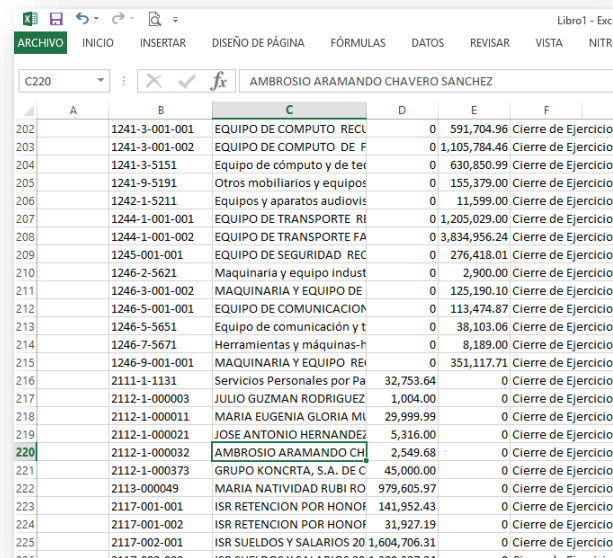 Libro1 - Exc
ARCHIVO INICIO INSERTAR DISEÑO DE PÁGINA FÓRMULAS DATOS REVISAR VISTA NITR
C220 fx AMBROSIO ARAMANDO CHAVERO SANCHEZ
A B C D E F
202 1241-3-001-001 EQUIPO DE COMPUTO RECU 0 591,704.96 Cierre de Ejercicio
203 1241-3-001-002 EQUIPO DE COMPUTO DE F 0 1,105,784.46 Cierre de Ejercicio
204 1241-3-5151 Equipo de cómputo y de tec 0 630,850.99 Cierre de Ejercicio
205 1241-9-5191 Otros mobiliarios y equipos 0 155,379.00 Cierre de Ejercicio
206 1242-1-5211 Equipos y aparatos audiovis 0 11,599.00 Cierre de Ejercicio
207 1244-1-001-001 EQUIPO DE TRANSPORTE RE 0 1,205,029.00 Cierre de Ejercicio
208 1244-1-001-002 EQUIPO DE TRANSPORTE FA 0 3,834,956.24 Cierre de Ejercicio
209 1245-001-001 EQUIPO DE SEGURIDAD REC 0 276,418.01 Cierre de Ejercicio
210 1246-2-5621 Maquinaria y equipo indust 0 2,900.00 Cierre de Ejercicio
211 1246-3-001-002 MAQUINARIA Y EQUIPO DE 0 125,190.10 Cierre de Ejercicio
212 1246-5-001-001 EQUIPO DE COMUNICACION 0 113,474.87 Cierre de Ejercicio
213 1246-5-5651 Equipo de comunicación y t 0 38,103.06 Cierre de Ejercicio
214 1246-7-5671 Herramientas y máquinas-h 0 8,189.00 Cierre de Ejercicio
215 1246-9-001-001 MAQUINARIA Y EQUIPO RE 0 351,117.71 Cierre de Ejercicio
216 2111-1-1131 Servicios Personales por Pa 32,753.64 0 Cierre de Ejercicio
217 2112-1-000003 JULIO GUZMAN RODRIGUEZ 1,004.00 0 Cierre de Ejercicio
218 2112-1-000011 MARIA EUGENIA GLORIA MU 29,999.99 0 Cierre de Ejercicio
219 2112-1-000021 JOSE ANTONIO HERNANDEZ 5,316.00 0 Cierre de Ejercicio
220 2112-1-000032 AMBROSIO ARAMANDO CH 2,549.68 0 Cierre de Ejercicio
221 2112-1-000373 GRUPO KONCRTA, S.A. DE C 45,000.00 0 Cierre de Ejercicio
222 2113-000049 MARIA NATIVIDAD RUBI RO 979,605.97 0 Cierre de Ejercicio
223 2117-001-001 ISR RETENCION POR HONOR 141,952.43 0 Cierre de Ejercicio
224 2117-001-002 ISR RETENCION POR HONOR 31,927.19 0 Cierre de Ejercicio
225 2117-002-001 ISR SUELDOS Y SALARIOS 20 1,604,706.31 0 Cierre de Ejercicio